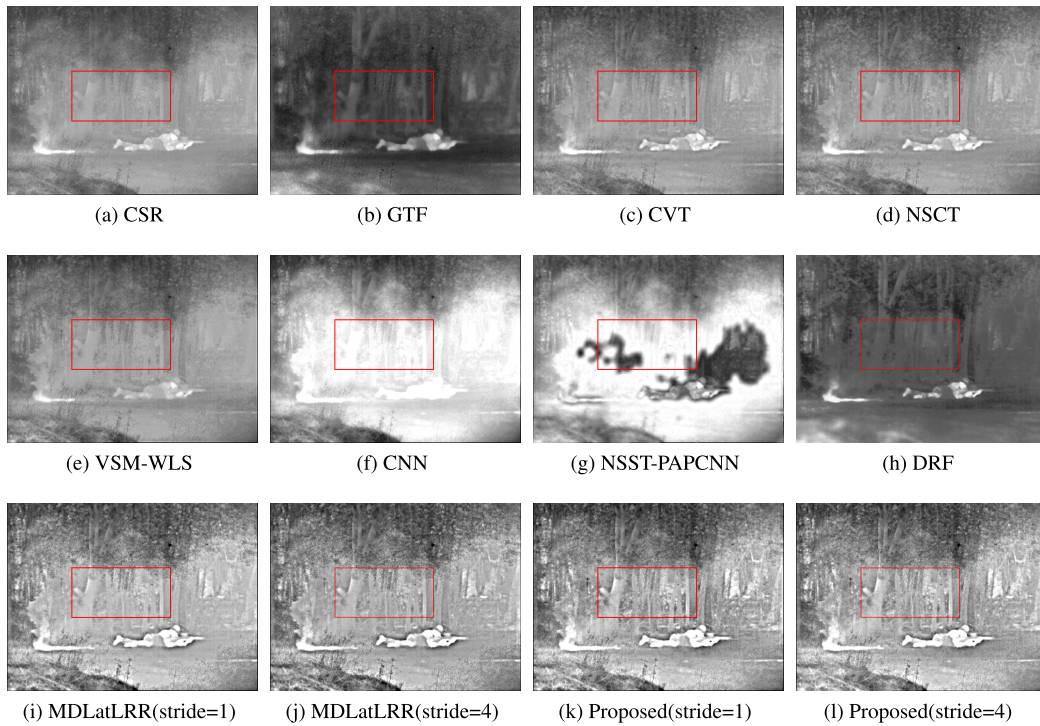 (a) CSR
(b) GTF
(c) CVT
(d) NSCT
(e) VSM-WLS
(f) CNN
(g) NSST-PAPCNN
(h) DRF
(i) MDLatLRR(stride=1)
(j) MDLatLRR(stride=4)
(k) Proposed(stride=1)
(l) Proposed(stride=4)